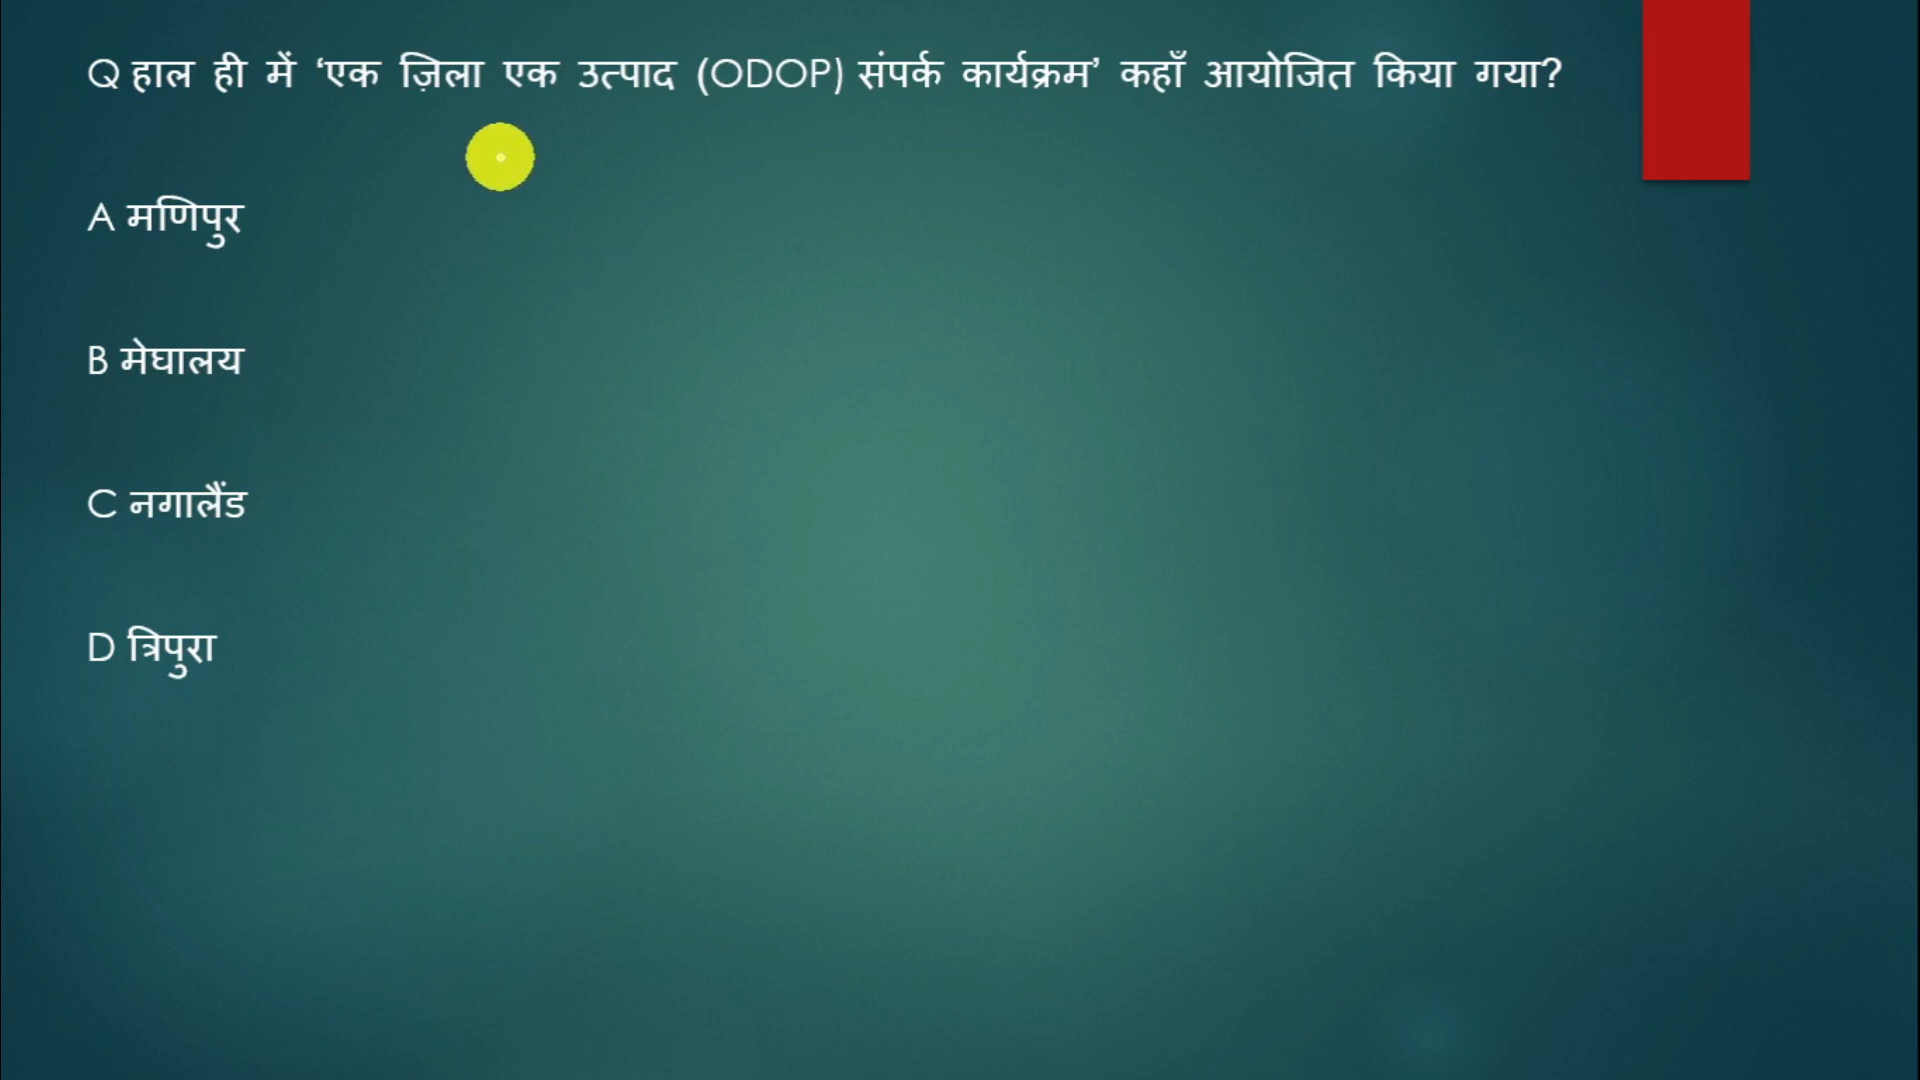 Q हाल ही में ‘एक ज़िला एक उत्पाद (ODOP) संपर्क कार्यक्रम’ कहाँ आयोजित किया गया?
A मणिपुर
B मेघालय
C नगालैंड
D त्रिपुरा